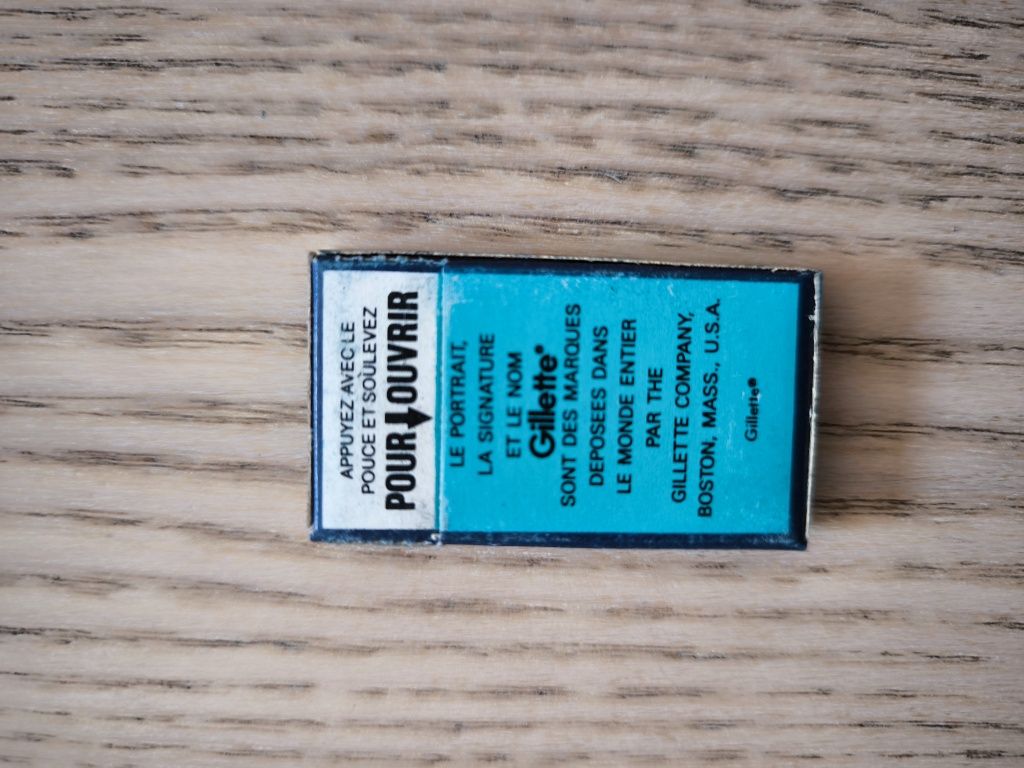 APPUYEZ AVEC LE
POUCE ET SOULEVEZ
POUR OUVRIR
LE PORTRAIT,
LA SIGNATURE
ET LE NOM
Gillette®
SONT DES MARQUES
DEPOSEES DANS
LE MONDE ENTIER
PAR THE
GILLETTE COMPANY,
BOSTON, MASS., U.S.A.
Gillette®